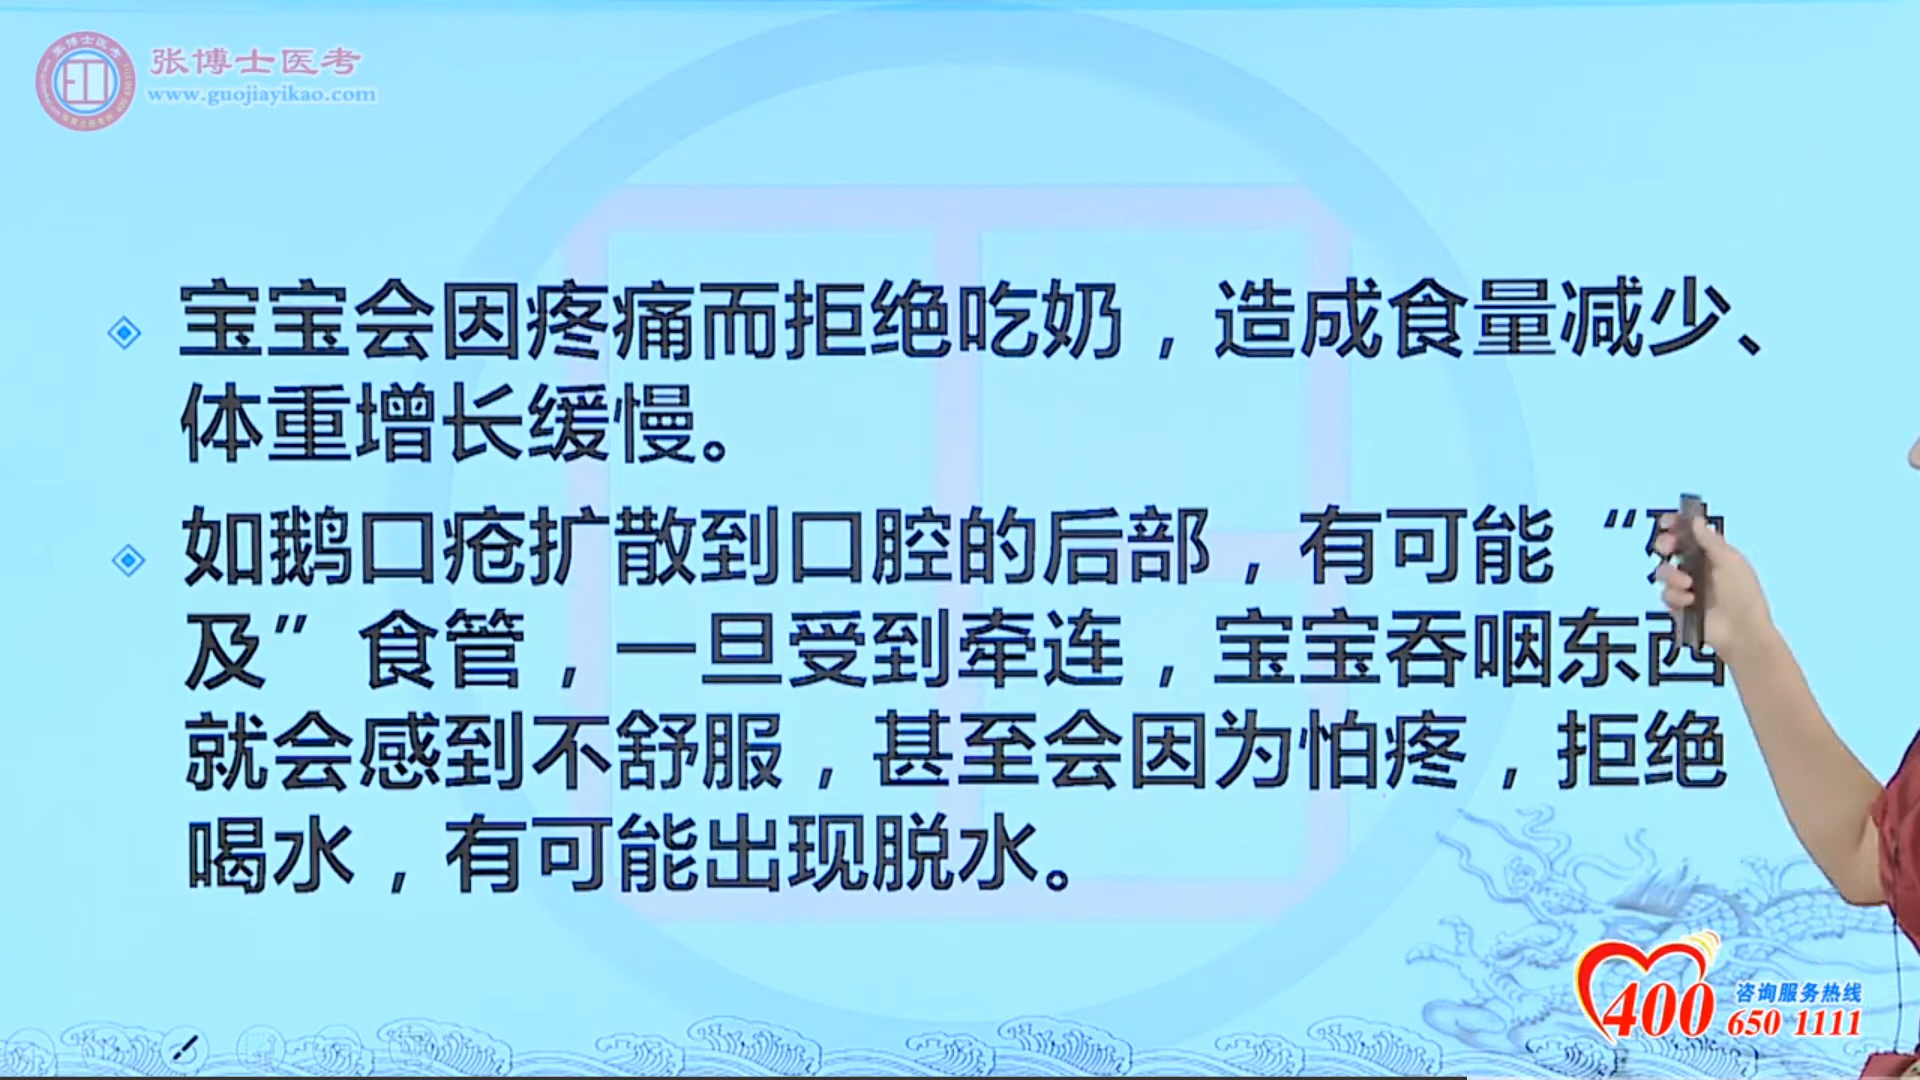 张博士医考
www.guojiayikao.com
宝宝会因疼痛而拒绝吃奶，造成食量减少、
体重增长缓慢。
如鹅口疮扩散到口腔的后部，有可能“
及”食管，一旦受到牵连，宝宝吞咽东西
就会感到不舒服，甚至会因为怕疼，拒绝
喝水，有可能出现脱水。
400 咨询服务热线
650 1111